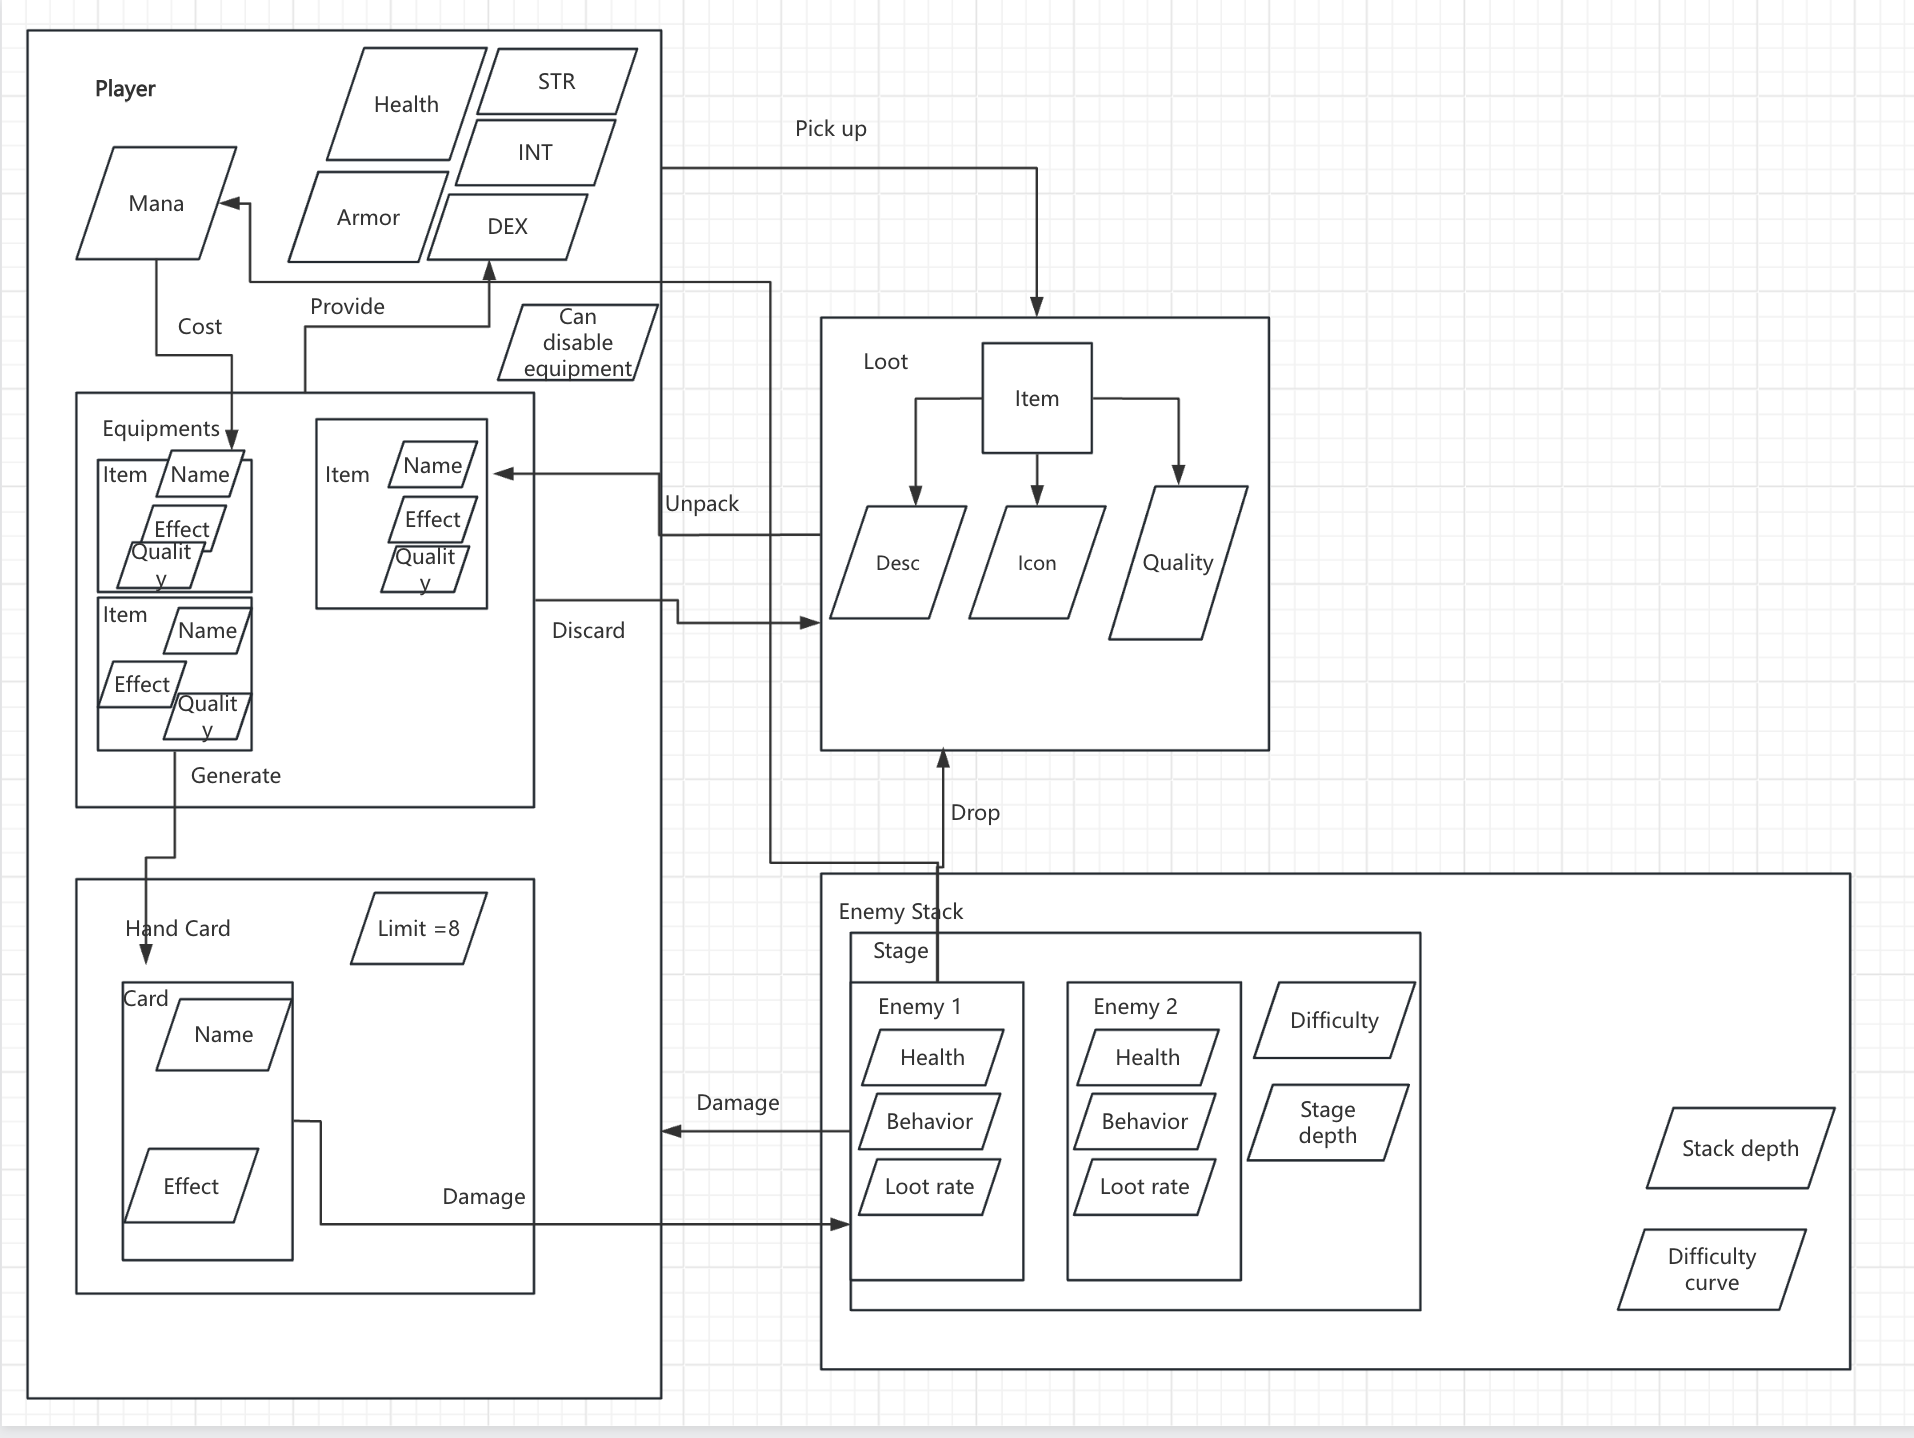 Player
Health
STR
INT
Mana
Armor
DEX
Pick up
Provide
Cost
Can
disable
equipment
Loot
Item
Equipments
Item
Name
Effect
Qualit
y
Item
Name
Effect
Qualit
y
Unpack
Desc
Icon
Quality
Item
Name
Effect
Qualit
y
Discard
Generate
Drop
Hand Card
Limit =8
Enemy Stack
Stage
Card
Name
Effect
Enemy 1
Health
Behavior
Loot rate
Enemy 2
Health
Behavior
Loot rate
Difficulty
Stage
depth
Damage
Damage
Stack depth
Difficulty
curve